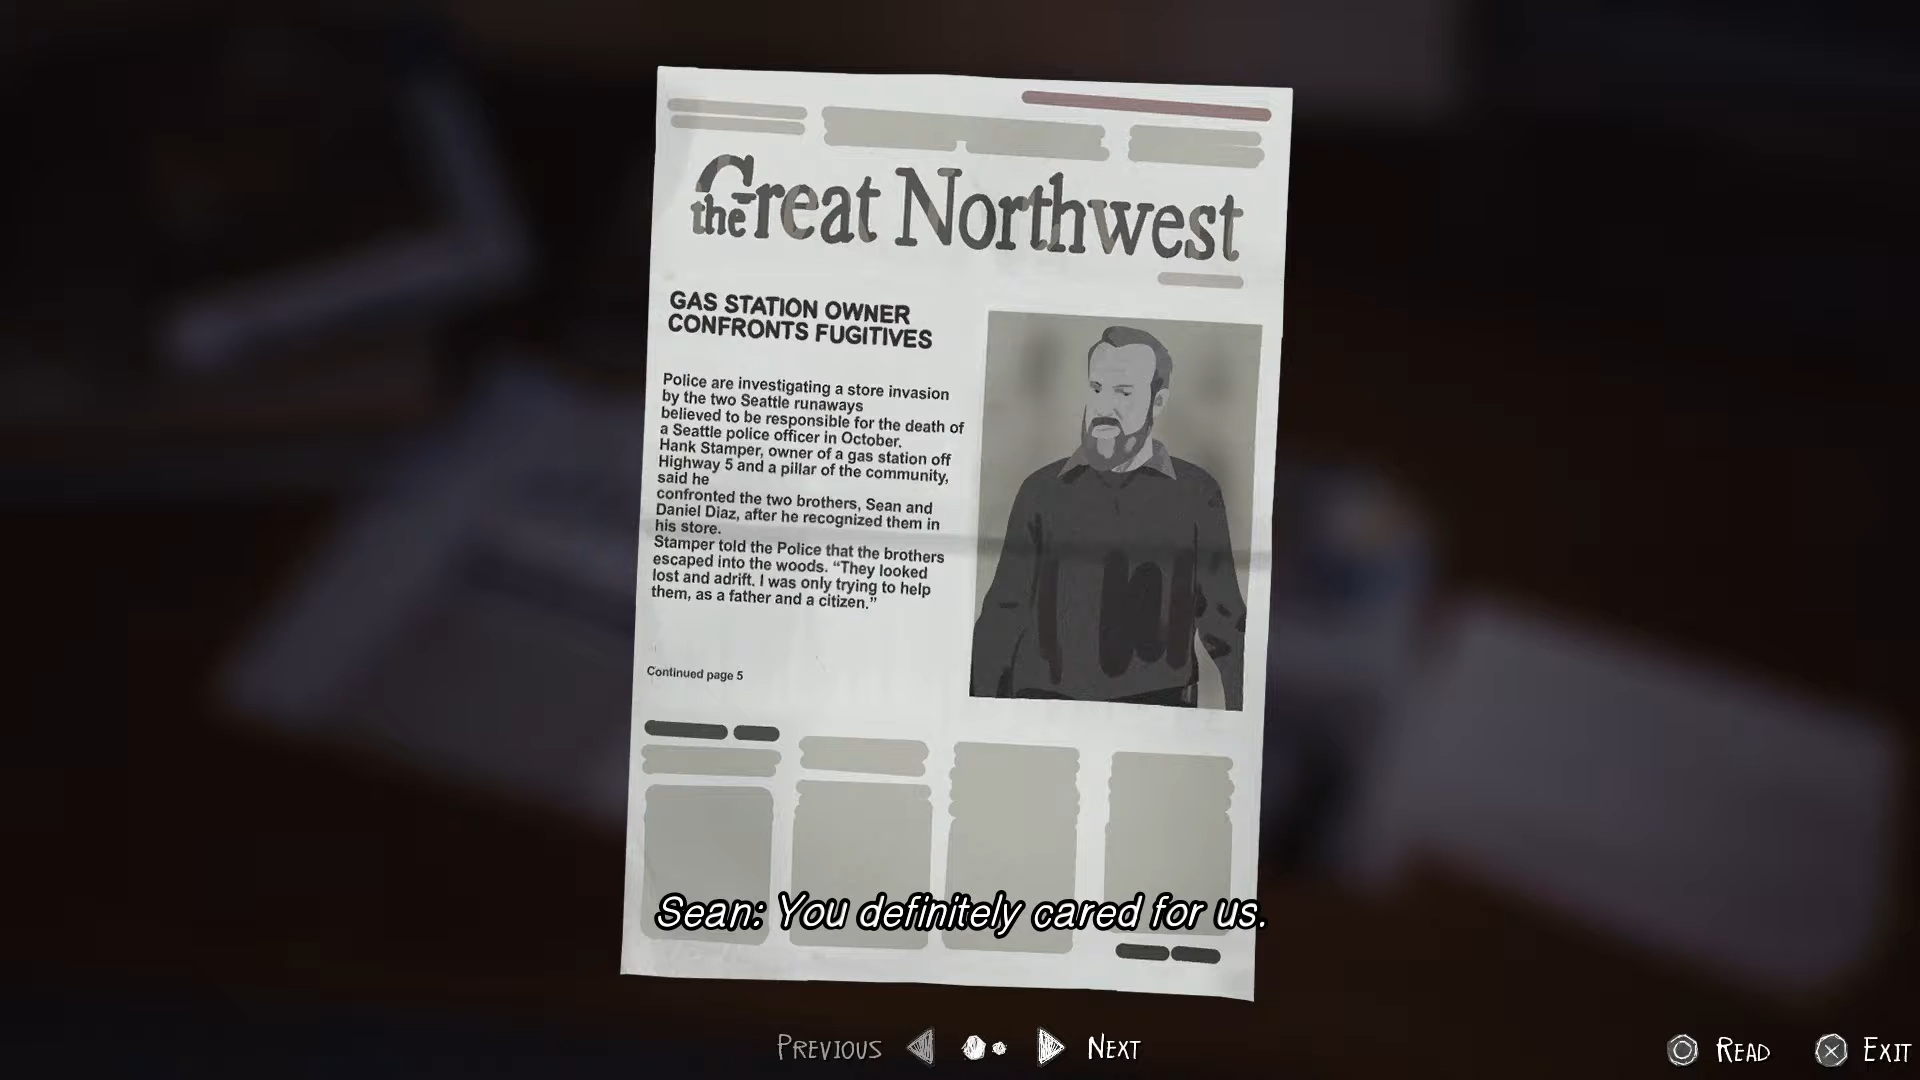 the Great Northwest
GAS STATION OWNER
CONFRONTS FUGITIVES
Police are investigating a store invasion
by the two Seattle runaways
believed to be responsible for the death of
a Seattle police officer in October.
Hank Stamper, owner of a gas station off
Highway 5 and a pillar of the community,
said he
confronted the two brothers, Sean and
Daniel Diaz, after he recognized them in
his store.
Stamper told the Police that the brothers
escaped into the woods. “They looked
lost and adrift. I was only trying to help
them, as a father and a citizen.”
Continued page 5
Sean: You definitely cared for us.
PREVIOUS NEXT
READ EXIT